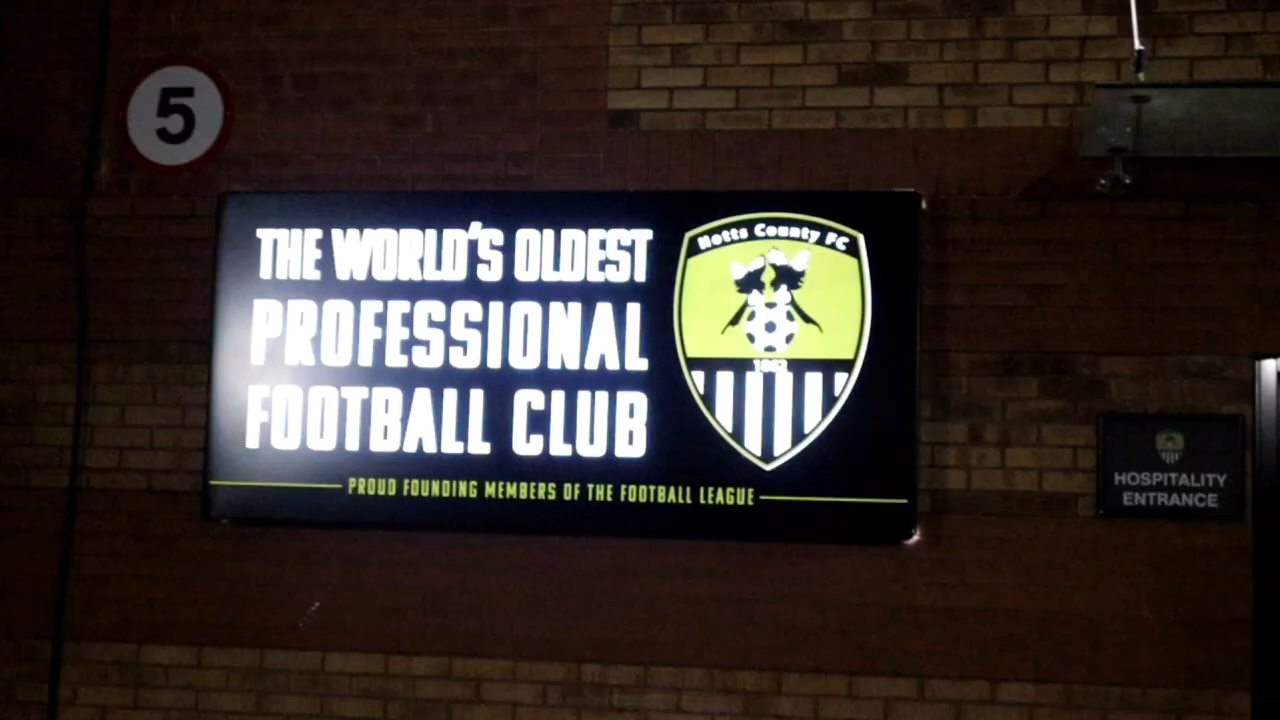 5
THE WORLD'S OLDEST
PROFESSIONAL
FOOTBALL CLUB
PROUD FOUNDING MEMBERS OF THE FOOTBALL LEAGUE
Notts County FC
1862
HOSPITALITY
ENTRANCE